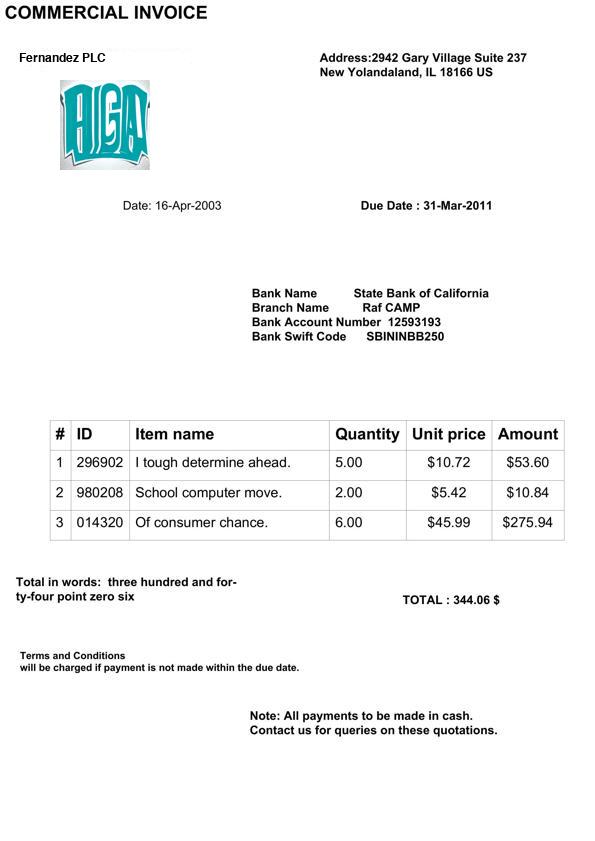 COMMERCIAL INVOICE
Fernandez PLC
Address:2942 Gary Village Suite 237
New Yolandaland, IL 18166 US
AIGA
Date: 16-Apr-2003
Due Date : 31-Mar-2011
Bank Name State Bank of California
Branch Name Raf CAMP
Bank Account Number 12593193
Bank Swift Code SBININBB250
# ID Item name Quantity Unit price Amount
1 296902 I tough determine ahead. 5.00 $10.72 $53.60
2 980208 School computer move. 2.00 $5.42 $10.84
3 014320 Of consumer chance. 6.00 $45.99 $275.94
Total in words: three hundred and for-
ty-four point zero six
TOTAL : 344.06 $
Terms and Conditions
will be charged if payment is not made within the due date.
Note: All payments to be made in cash.
Contact us for queries on these quotations.